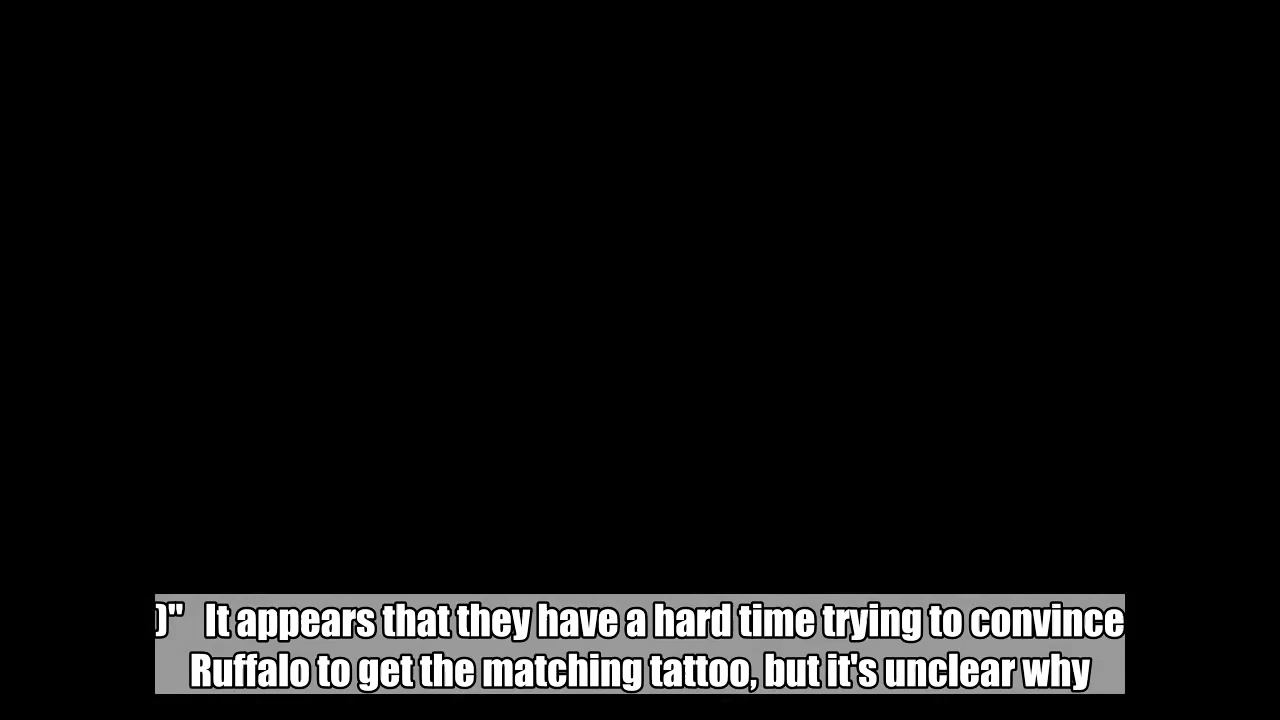 )" It appears that they have a hard time trying to convince
Ruffalo to get the matching tattoo, but it's unclear why